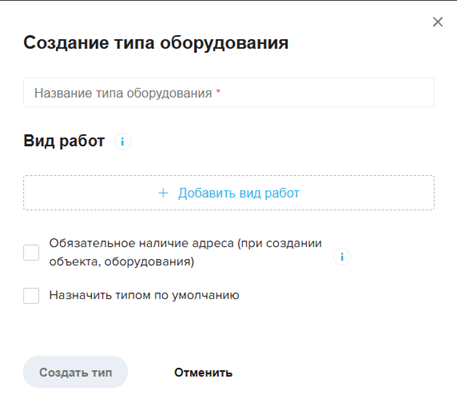 Создание типа оборудования
Название типа оборудования *
Вид работ i
+ Добавить вид работ
Обязательное наличие адреса (при создании
объекта, оборудования) i
Назначить типом по умолчанию
Создать тип Отменить